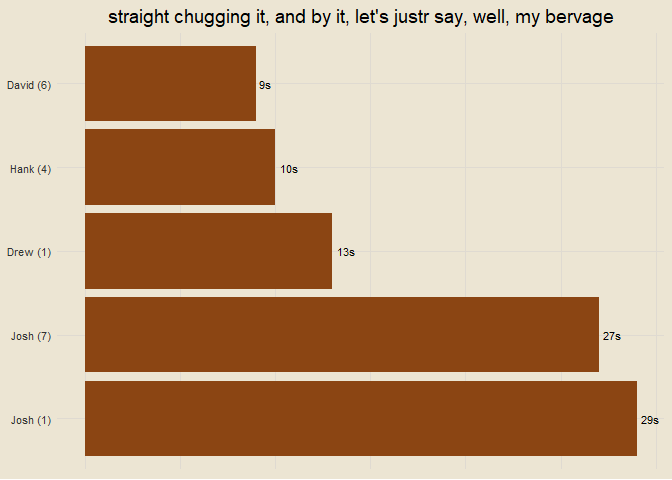 straight chugging it, and by it, let's justr say, well, my bervage
David (6) 9s
Hank (4) 10s
Drew (1) 13s
Josh (7) 27s
Josh (1) 29s